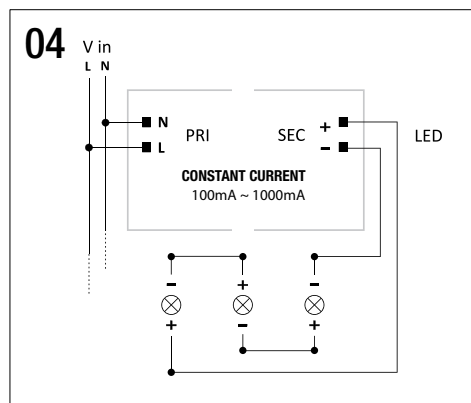 04
V in
L N
N
L
PRI
SEC
+
-
LED
CONSTANT CURRENT
100mA ~ 1000mA
- + -
+ - +